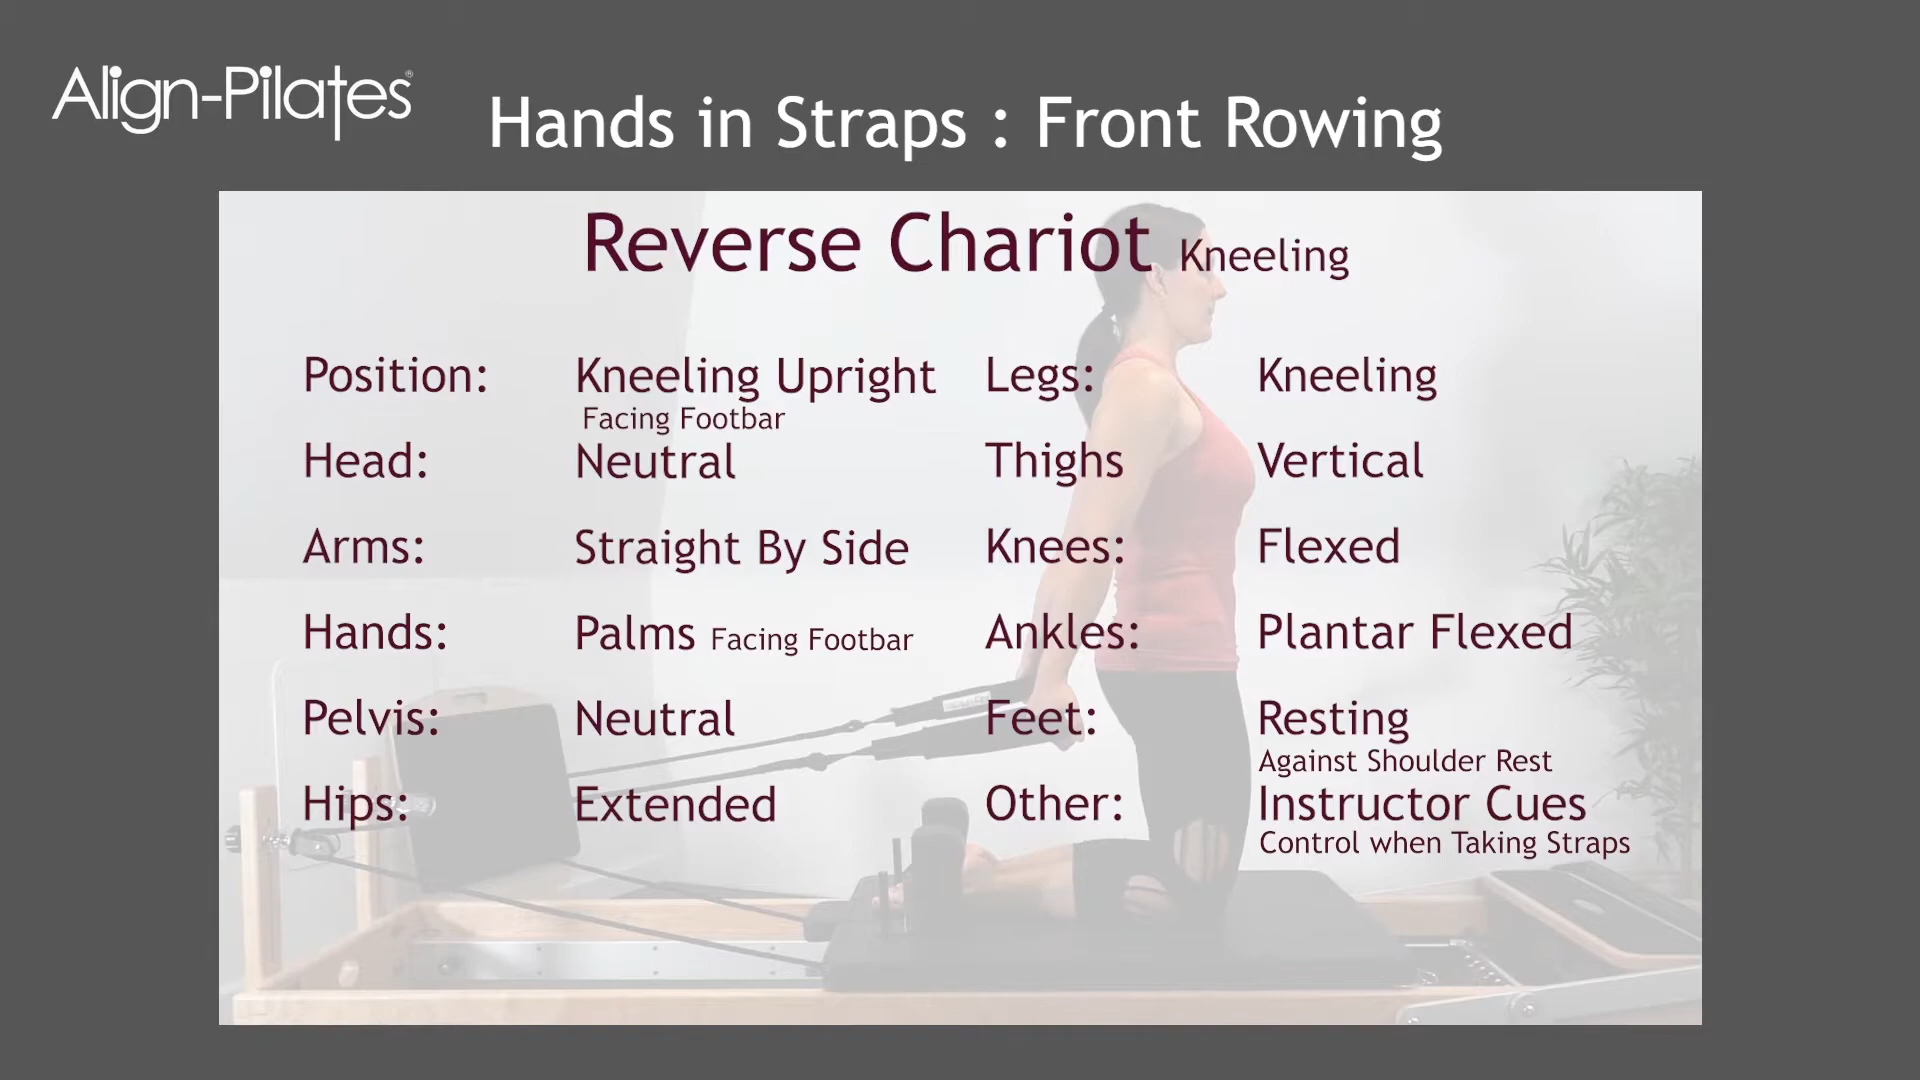 Align-Pilates®
Hands in Straps : Front Rowing
Reverse Chariot Kneeling
Position: Kneeling Upright
Facing Footbar
Head: Neutral
Arms: Straight By Side
Hands: Palms Facing Footbar
Pelvis: Neutral
Hips: Extended
Legs: Kneeling
Thighs Vertical
Knees: Flexed
Ankles: Plantar Flexed
Feet: Resting
Against Shoulder Rest
Other: Instructor Cues
Control when Taking Straps